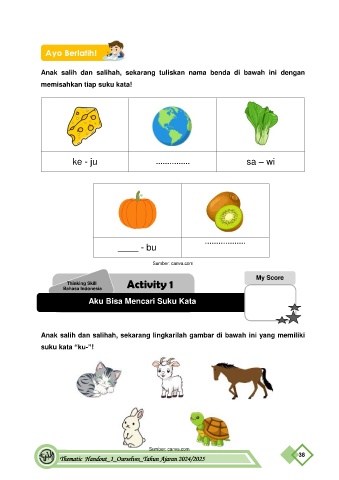 Ayo Berlatih!
Anak salih dan salihah, sekarang tuliskan nama benda di bawah ini dengan
memisahkan tiap suku kata!
ke - ju
...............
sa – wi
____ - bu
..................
Sumber: canva.com
Thinking Skill
Bahasa Indonesia
Activity 1
My Score
Aku Bisa Mencari Suku Kata
Anak salih dan salihah, sekarang lingkarilah gambar di bawah ini yang memiliki
suku kata “ku-”!
Sumber: canva.com
Thematic Handout_1_Ourselves_Tahun Ajaran 2024/2025
38